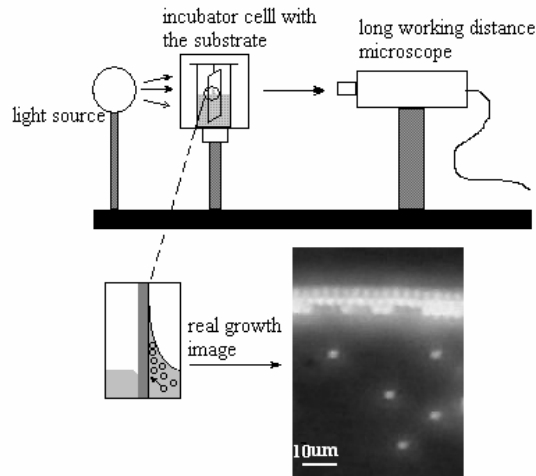 incubator celll with
the substrate
long working distance
microscope
light source
real growth
image
10um